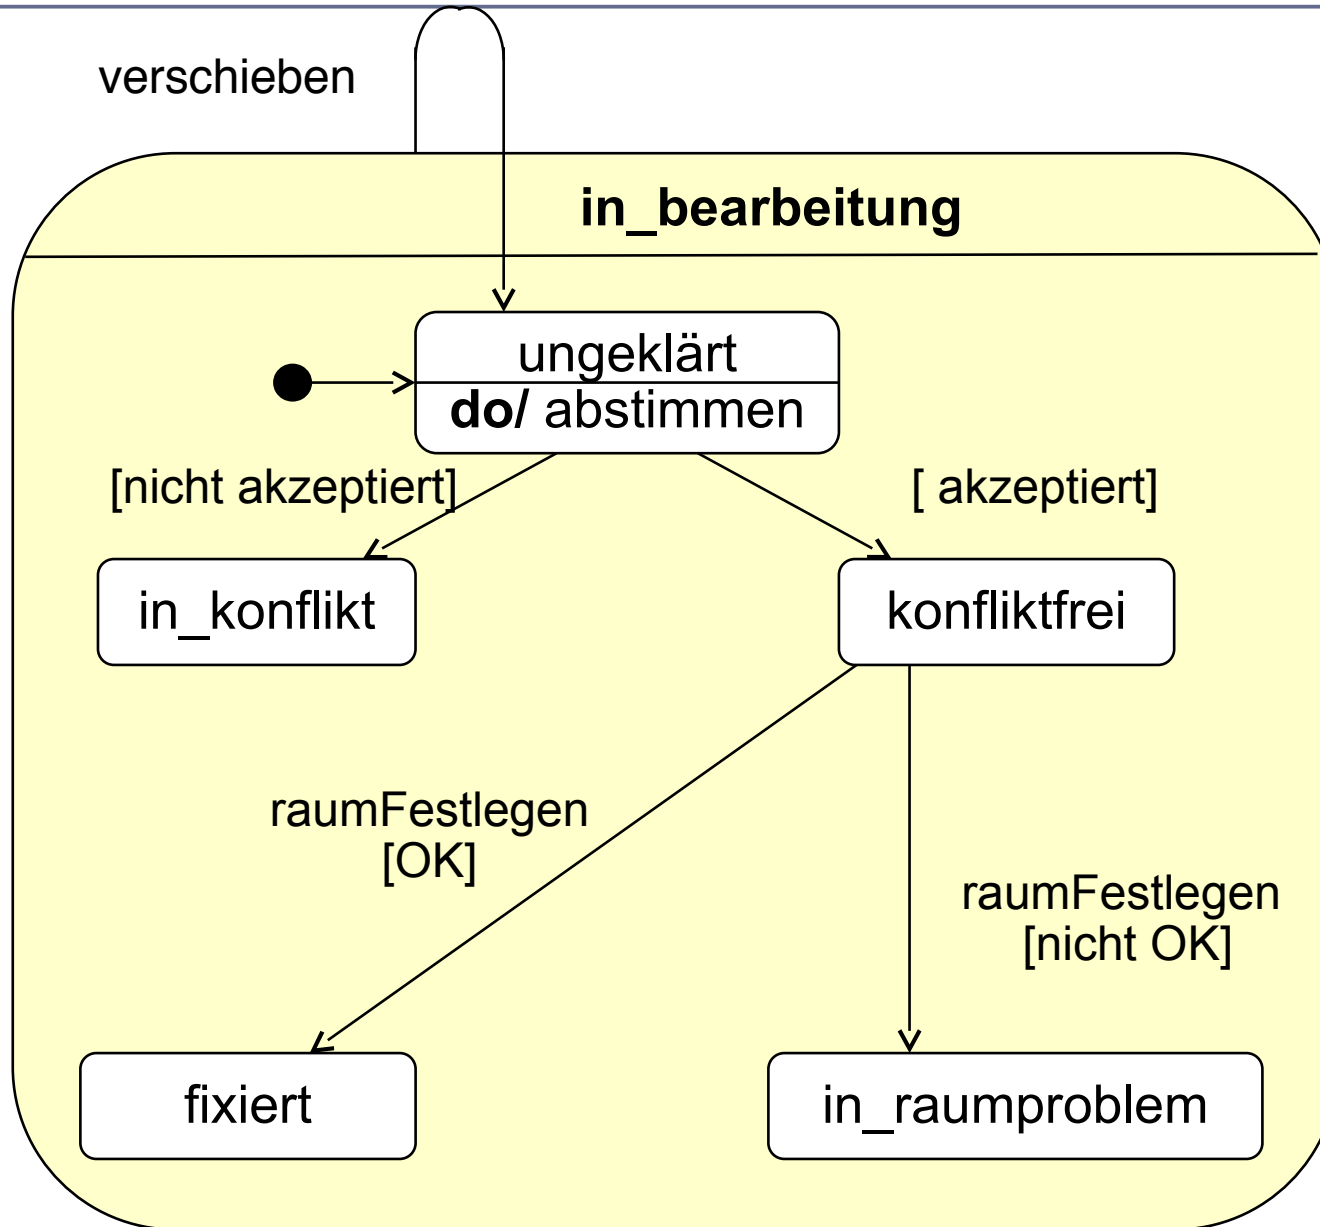 verschieben
in_bearbeitung
ungeklärt
do/ abstimmen
[nicht akzeptiert]
[ akzeptiert]
in_konflikt
konfliktfrei
raumFestlegen
[OK]
raumFestlegen
[nicht OK]
fixiert
in_raumproblem